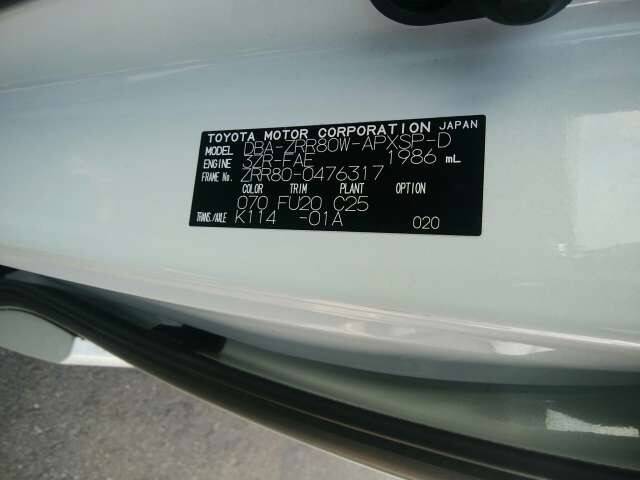 TOYOTA MOTOR CORPORATION JAPAN
MODEL DBA-ZRR80W-APXSP-D
ENGINE 3ZR-FAE 1986 mL
FRAME No. ZRR80-0476317
COLOR TRIM PLANT OPTION
070 FU20 C25
TRANS./AXLE K114 -01A 020